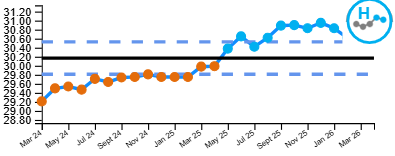 31.20
31.00
30.80
30.60
30.40
30.20
30.00
29.80
29.60
29.40
29.20
29.00
28.80
Mar 24
May 24
Jul 24
Sept 24
Nov 24
Jan 25
Mar 25
May 25
Jul 25
Sept 25
Nov 25
Jan 26
Mar 26
H